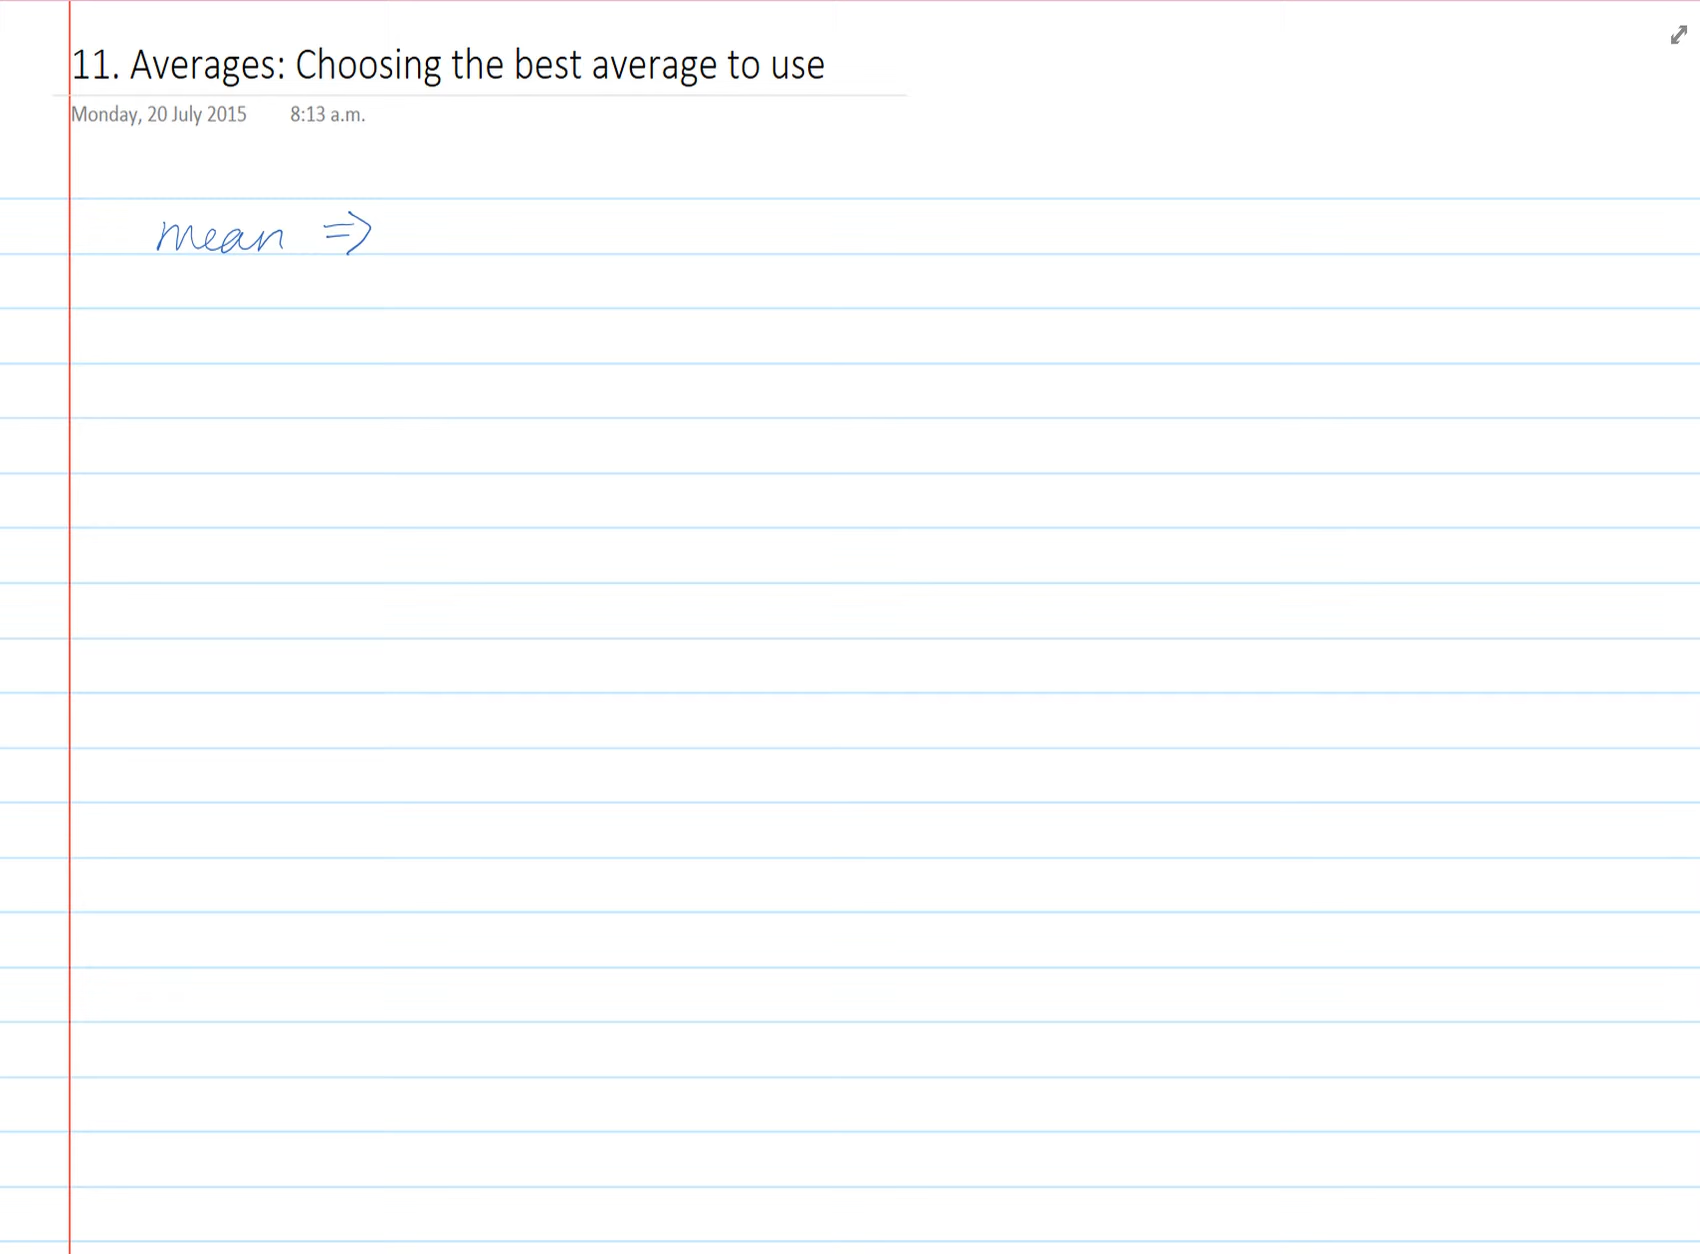 11. Averages: Choosing the best average to use
Monday, 20 July 2015 8:13 a.m.
mean ⇒